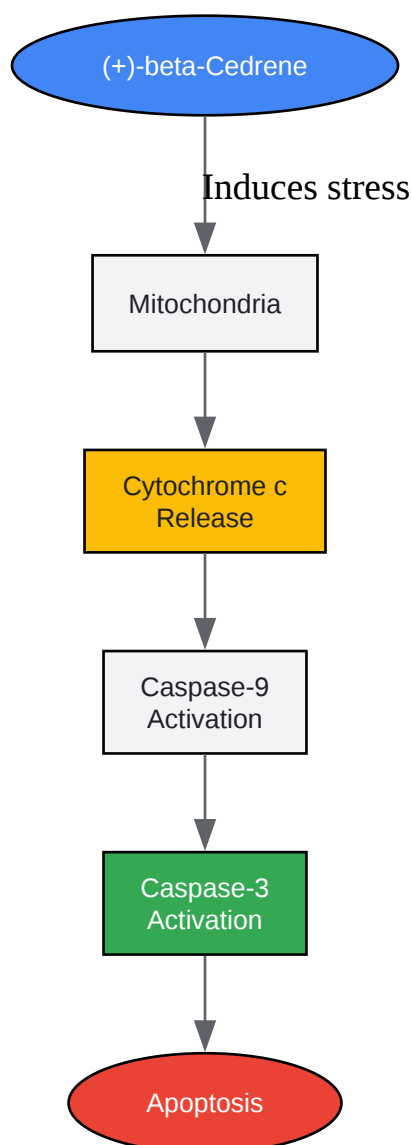 (+)-beta-Cedrene
Induces stress
Mitochondria
Cytochrome c
Release
Caspase-9
Activation
Caspase-3
Activation
Apoptosis